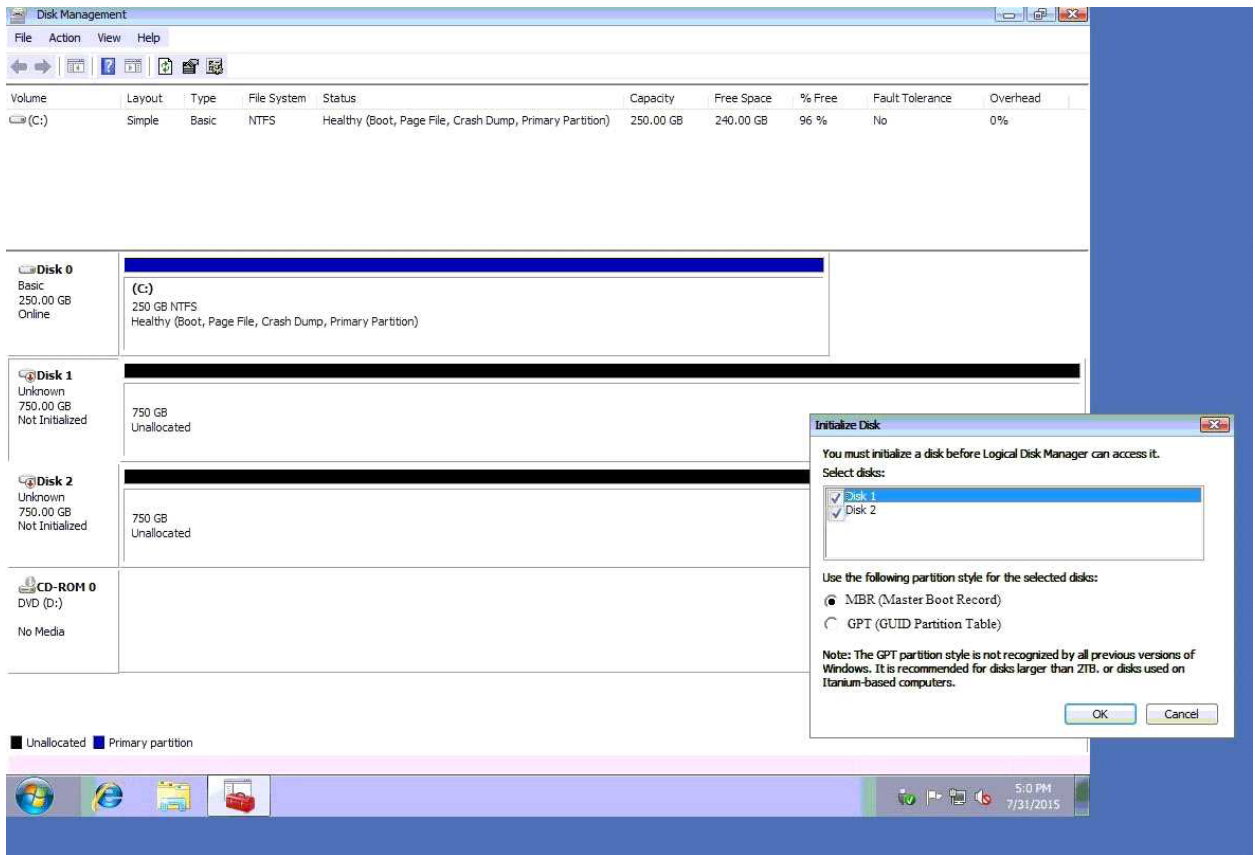 Disk Management
File Action View Help
Volume Layout Type File System Status Capacity Free Space % Free Fault Tolerance Overhead
(C:) Simple Basic NTFS Healthy (Boot, Page File, Crash Dump, Primary Partition) 250.00 GB 240.00 GB 96 % No 0%
Disk 0
Basic
250.00 GB
Online
(C:)
250 GB NTFS
Healthy (Boot, Page File, Crash Dump, Primary Partition)
Disk 1
Unknown
750.00 GB
Not Initialized
750 GB
Unallocated
Disk 2
Unknown
750.00 GB
Not Initialized
750 GB
Unallocated
CD-ROM 0
DVD (D:)
No Media
Unallocated Primary partition
Initialize Disk
You must initialize a disk before Logical Disk Manager can access it.
Select disks:
Disk 1
Disk 2
Use the following partition style for the selected disks:
MBR (Master Boot Record)
GPT (GUID Partition Table)
Note: The GPT partition style is not recognized by all previous versions of
Windows. It is recommended for disks larger than 2TB. or disks used on
Itanium-based computers.
OK Cancel
5:0 PM
7/31/2015